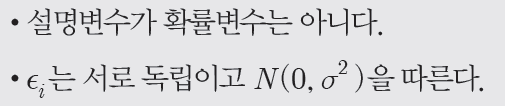 • 설명변수가 확률변수는 아니다.
• ϵᵢ는 서로 독립이고 N(0, σ²)을 따른다.